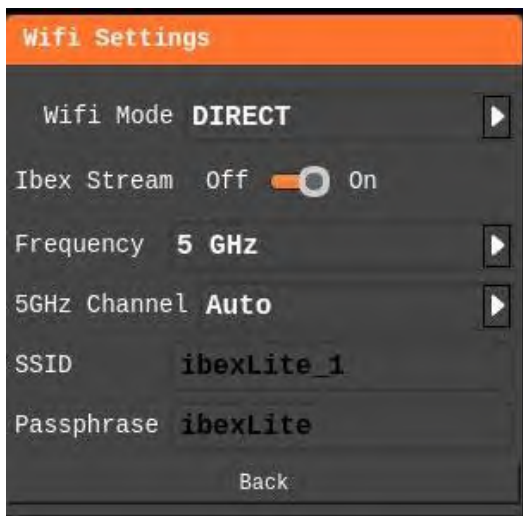 Wifi Settings
Wifi Mode DIRECT
Ibex Stream Off On
Frequency 5 GHz
5GHz Channel Auto
SSID ibexLite_1
Passphrase ibexLite
Back